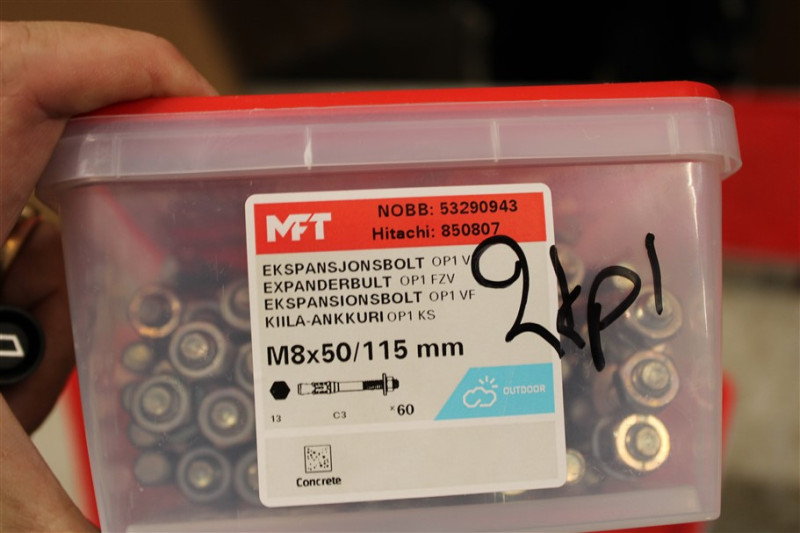 MFT
NOBB: 53290943
Hitachi: 850807
EKSPANSJONSBOLT OP1 V
EXPANDERBULT OP1 FZV
EKSPANSIONSBOLT OP1 VF
KIILA-ANKKURI OP1 KS
2kpl
M8x50/115 mm
13
C3
x60
OUTDOOR
Concrete